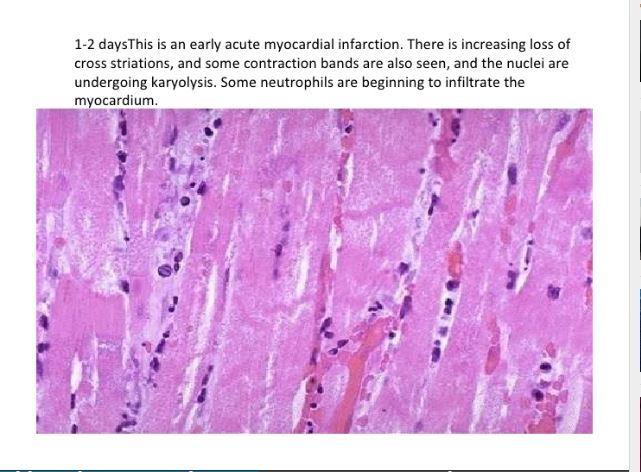 1-2 daysThis is an early acute myocardial infarction. There is increasing loss of
cross striations, and some contraction bands are also seen, and the nuclei are
undergoing karyolysis. Some neutrophils are beginning to infiltrate the
myocardium.